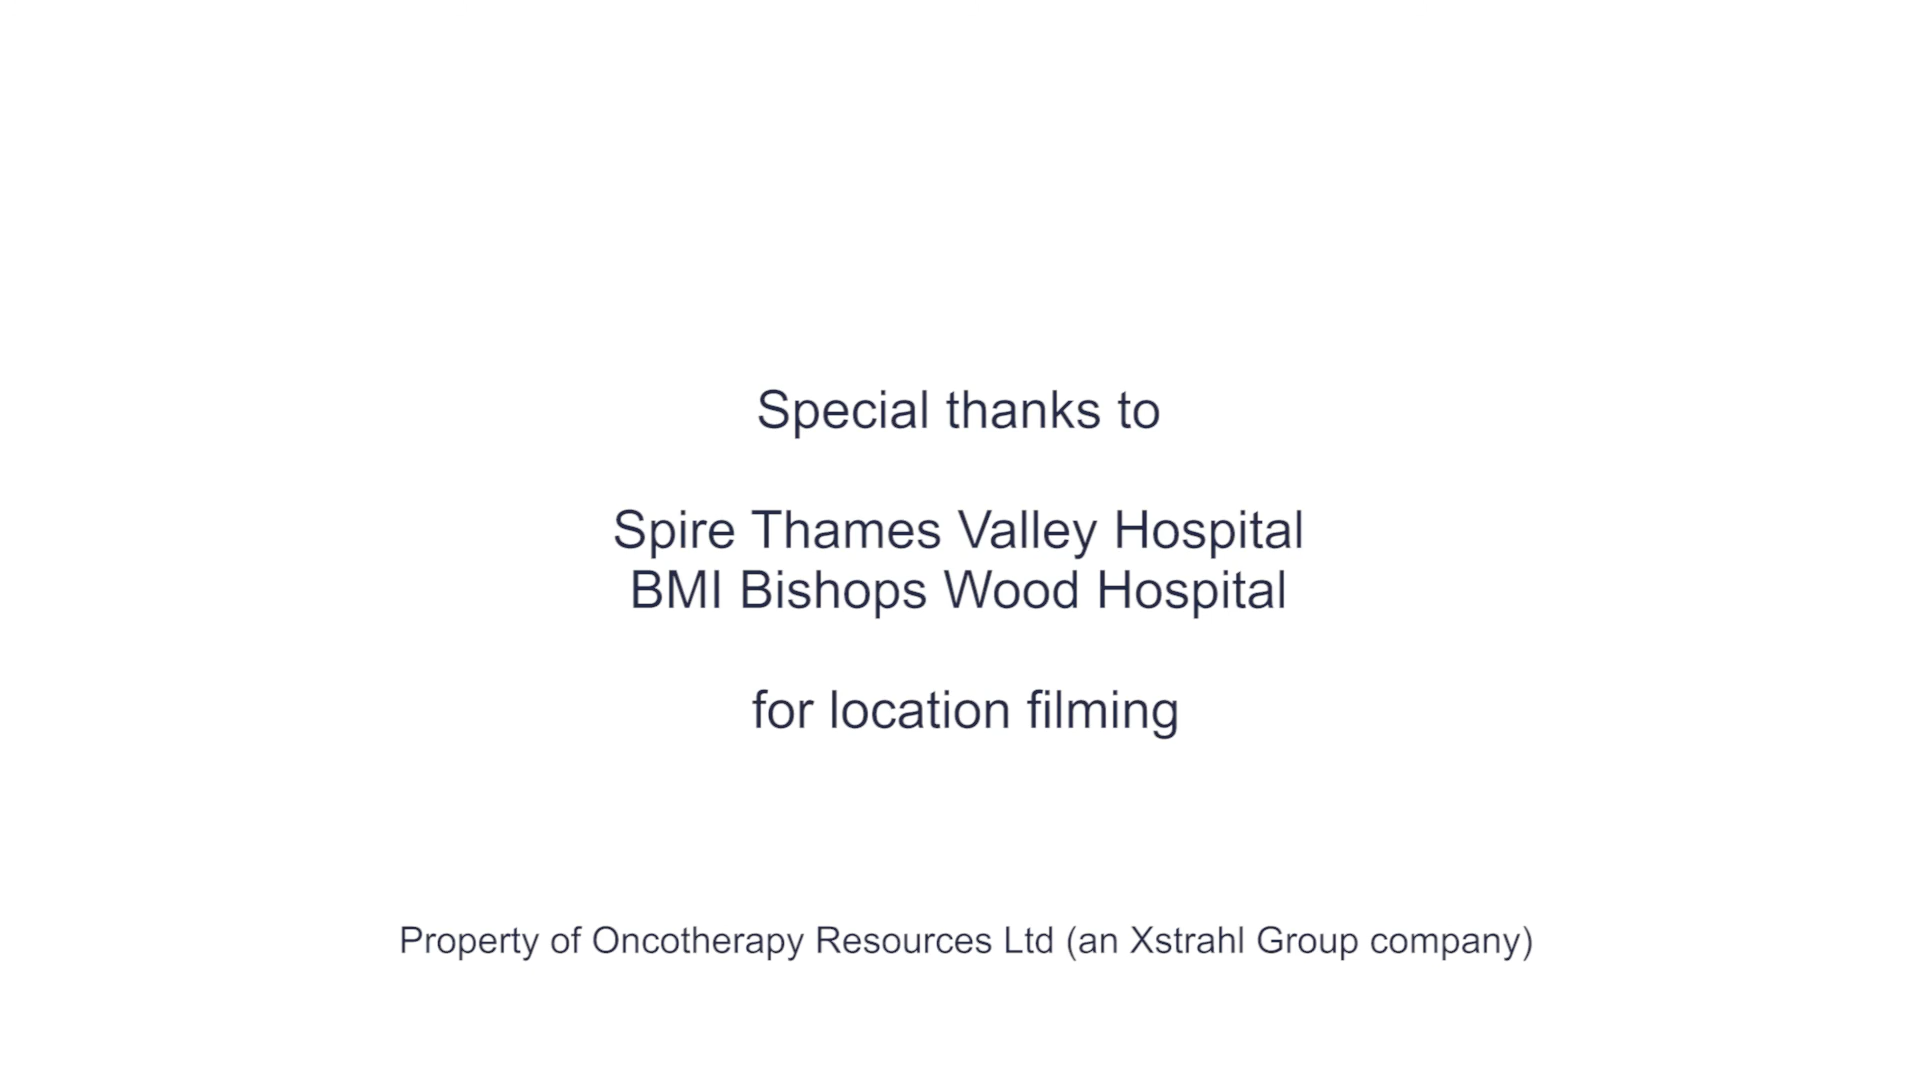 Special thanks to
Spire Thames Valley Hospital
BMI Bishops Wood Hospital
for location filming
Property of Oncotherapy Resources Ltd (an Xstrahl Group company)